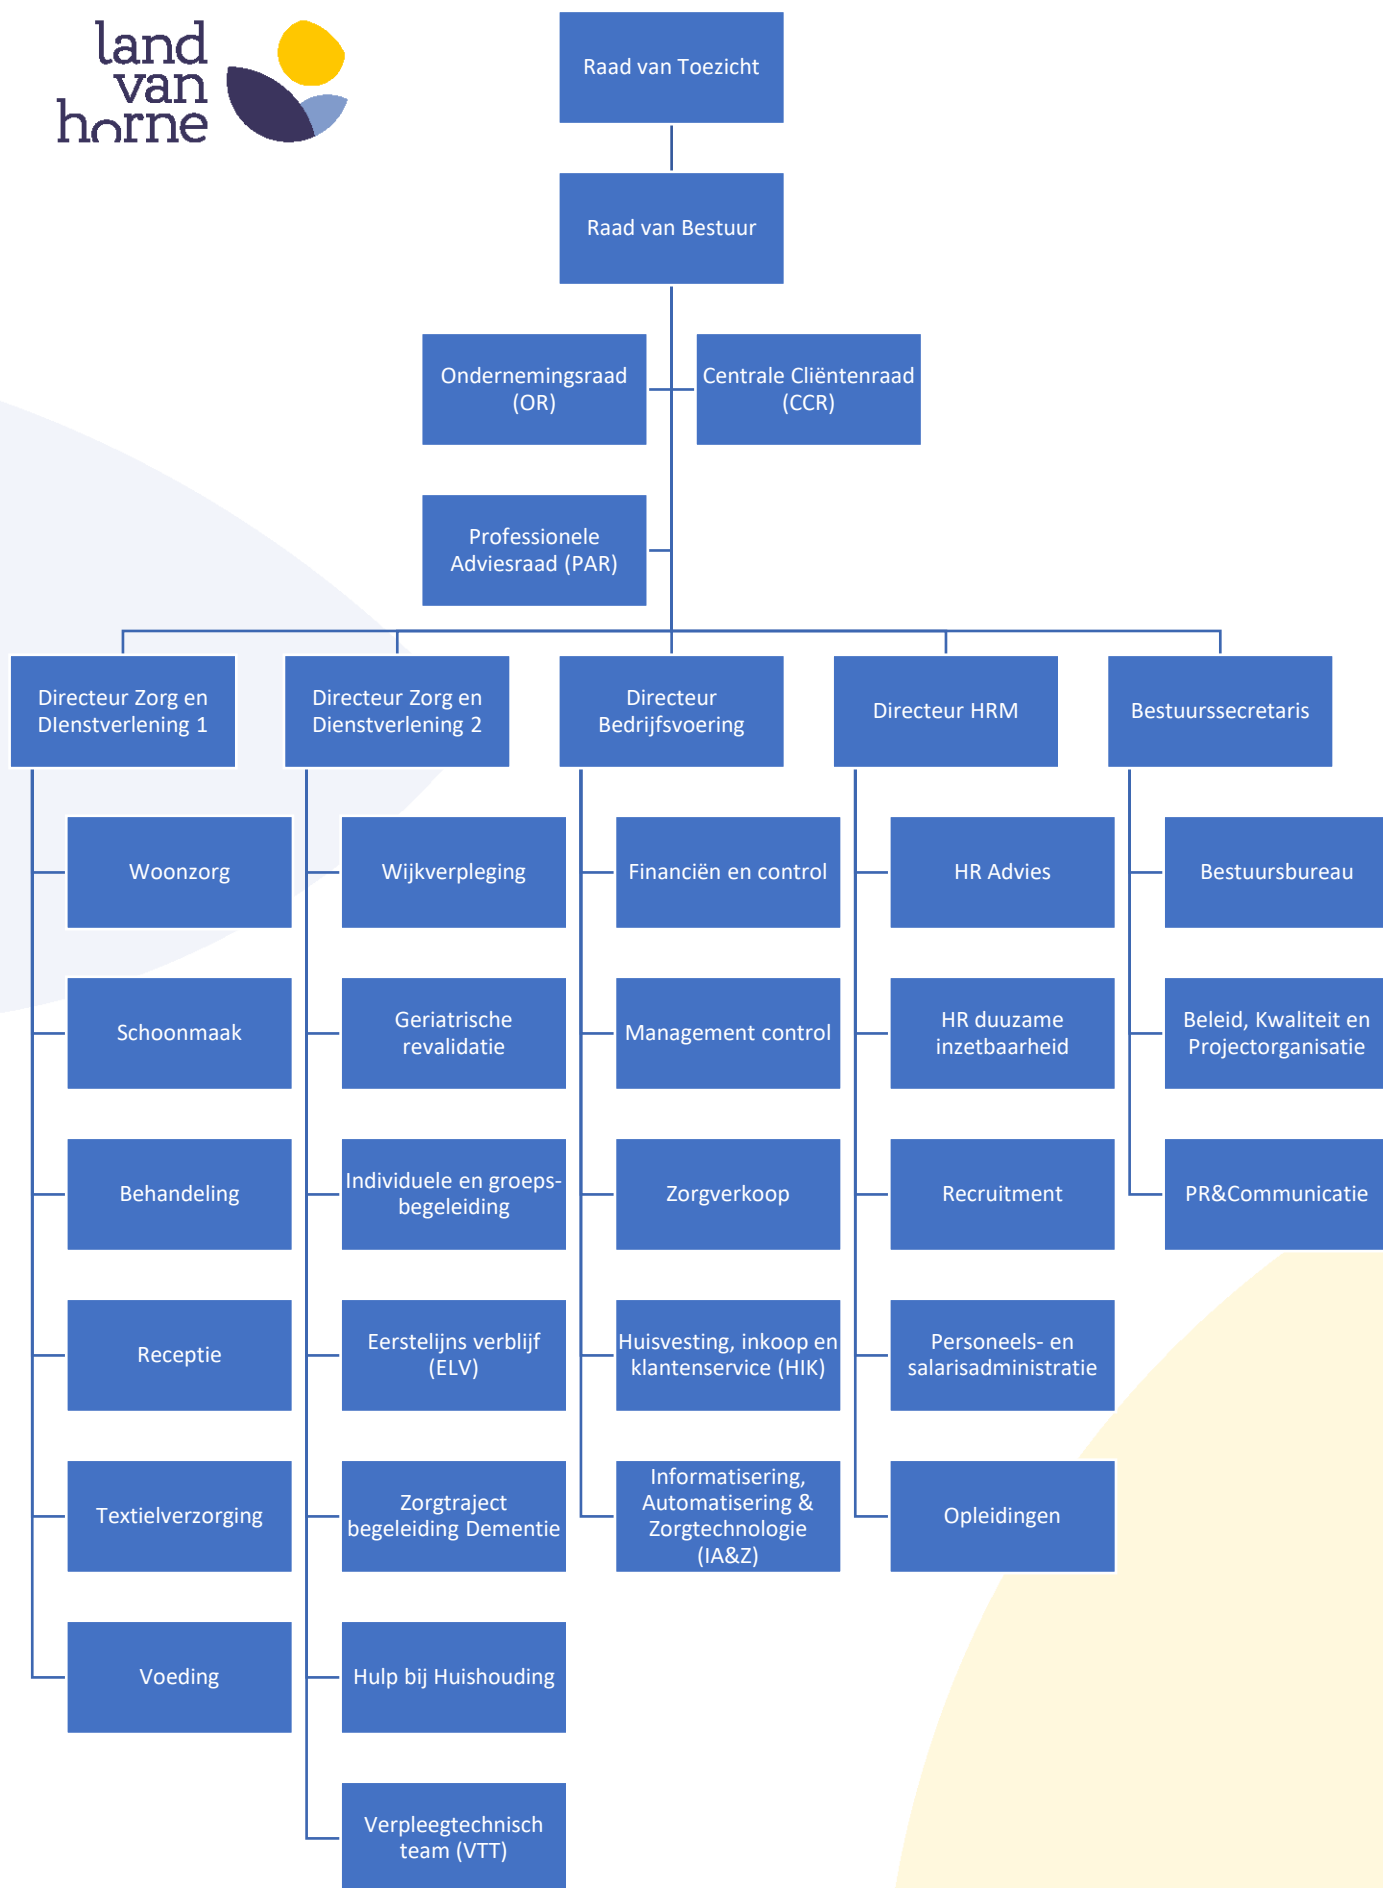 land
van
horne
Raad van Toezicht
Raad van Bestuur
Ondernemingsraad
(OR)
Centrale Cliëntenraad
(CCR)
Professionele
Adviesraad (PAR)
Directeur Zorg en
DIenstverlening 1
Directeur Zorg en
Dienstverlening 2
Directeur
Bedrijfsvoering
Directeur HRM
Bestuurssecretaris
Woonzorg
Wijkverpleging
Financiën en control
HR Advies
Bestuursbureau
Schoonmaak
Geriatrische
revalidatie
Management control
HR duuzame
inzetbaarheid
Beleid, Kwaliteit en
Projectorganisatie
Behandeling
Individuele en groeps-
begeleiding
Zorgverkoop
Recruitment
PR&Communicatie
Receptie
Eerstelijns verblijf
(ELV)
Huisvesting, inkoop en
klantenservice (HIK)
Personeels- en
salarisadministratie
Textielverzorging
Zorgtraject
begeleiding Dementie
Informatisering,
Automatisering &
Zorgtechnologie
(IA&Z)
Opleidingen
Voeding
Hulp bij Huishouding
Verpleegtechnisch
team (VTT)